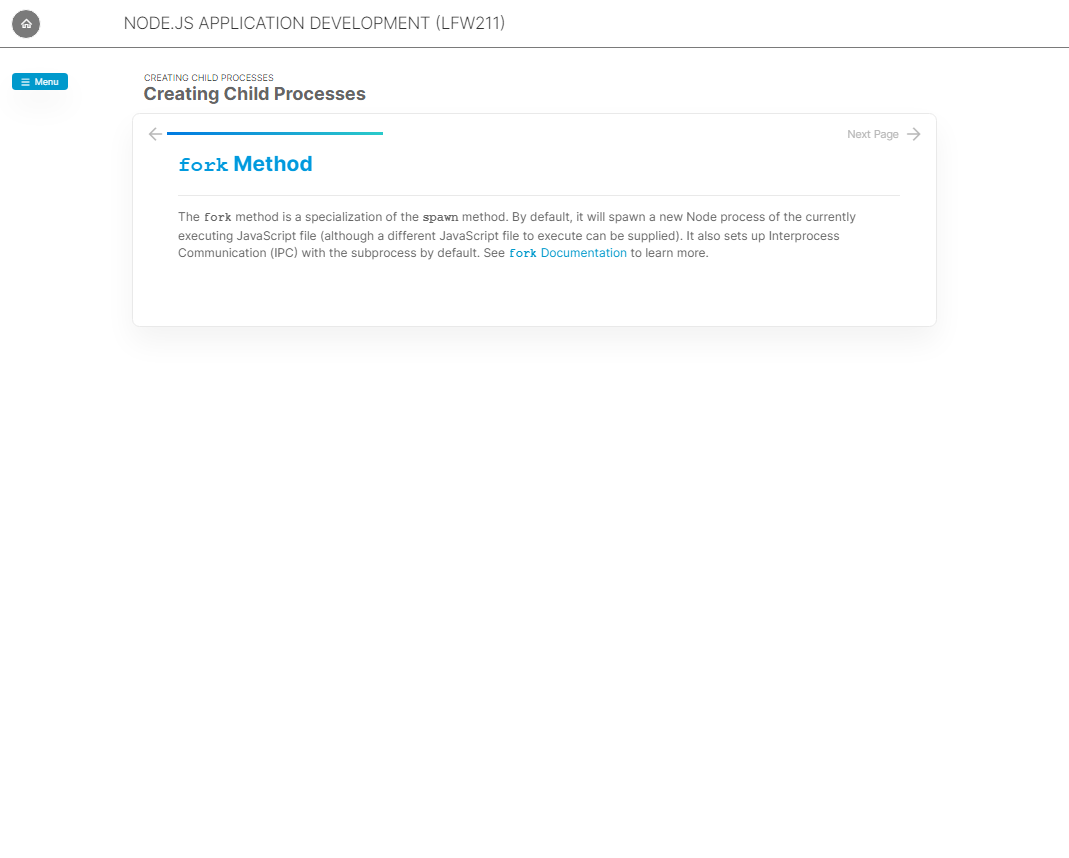 NODE.JS APPLICATION DEVELOPMENT (LFW211)
Menu
CREATING CHILD PROCESSES
Creating Child Processes
Next Page
fork Method
The fork method is a specialization of the spawn method. By default, it will spawn a new Node process of the currently
executing JavaScript file (although a different JavaScript file to execute can be supplied). It also sets up Interprocess
Communication (IPC) with the subprocess by default. See fork Documentation to learn more.